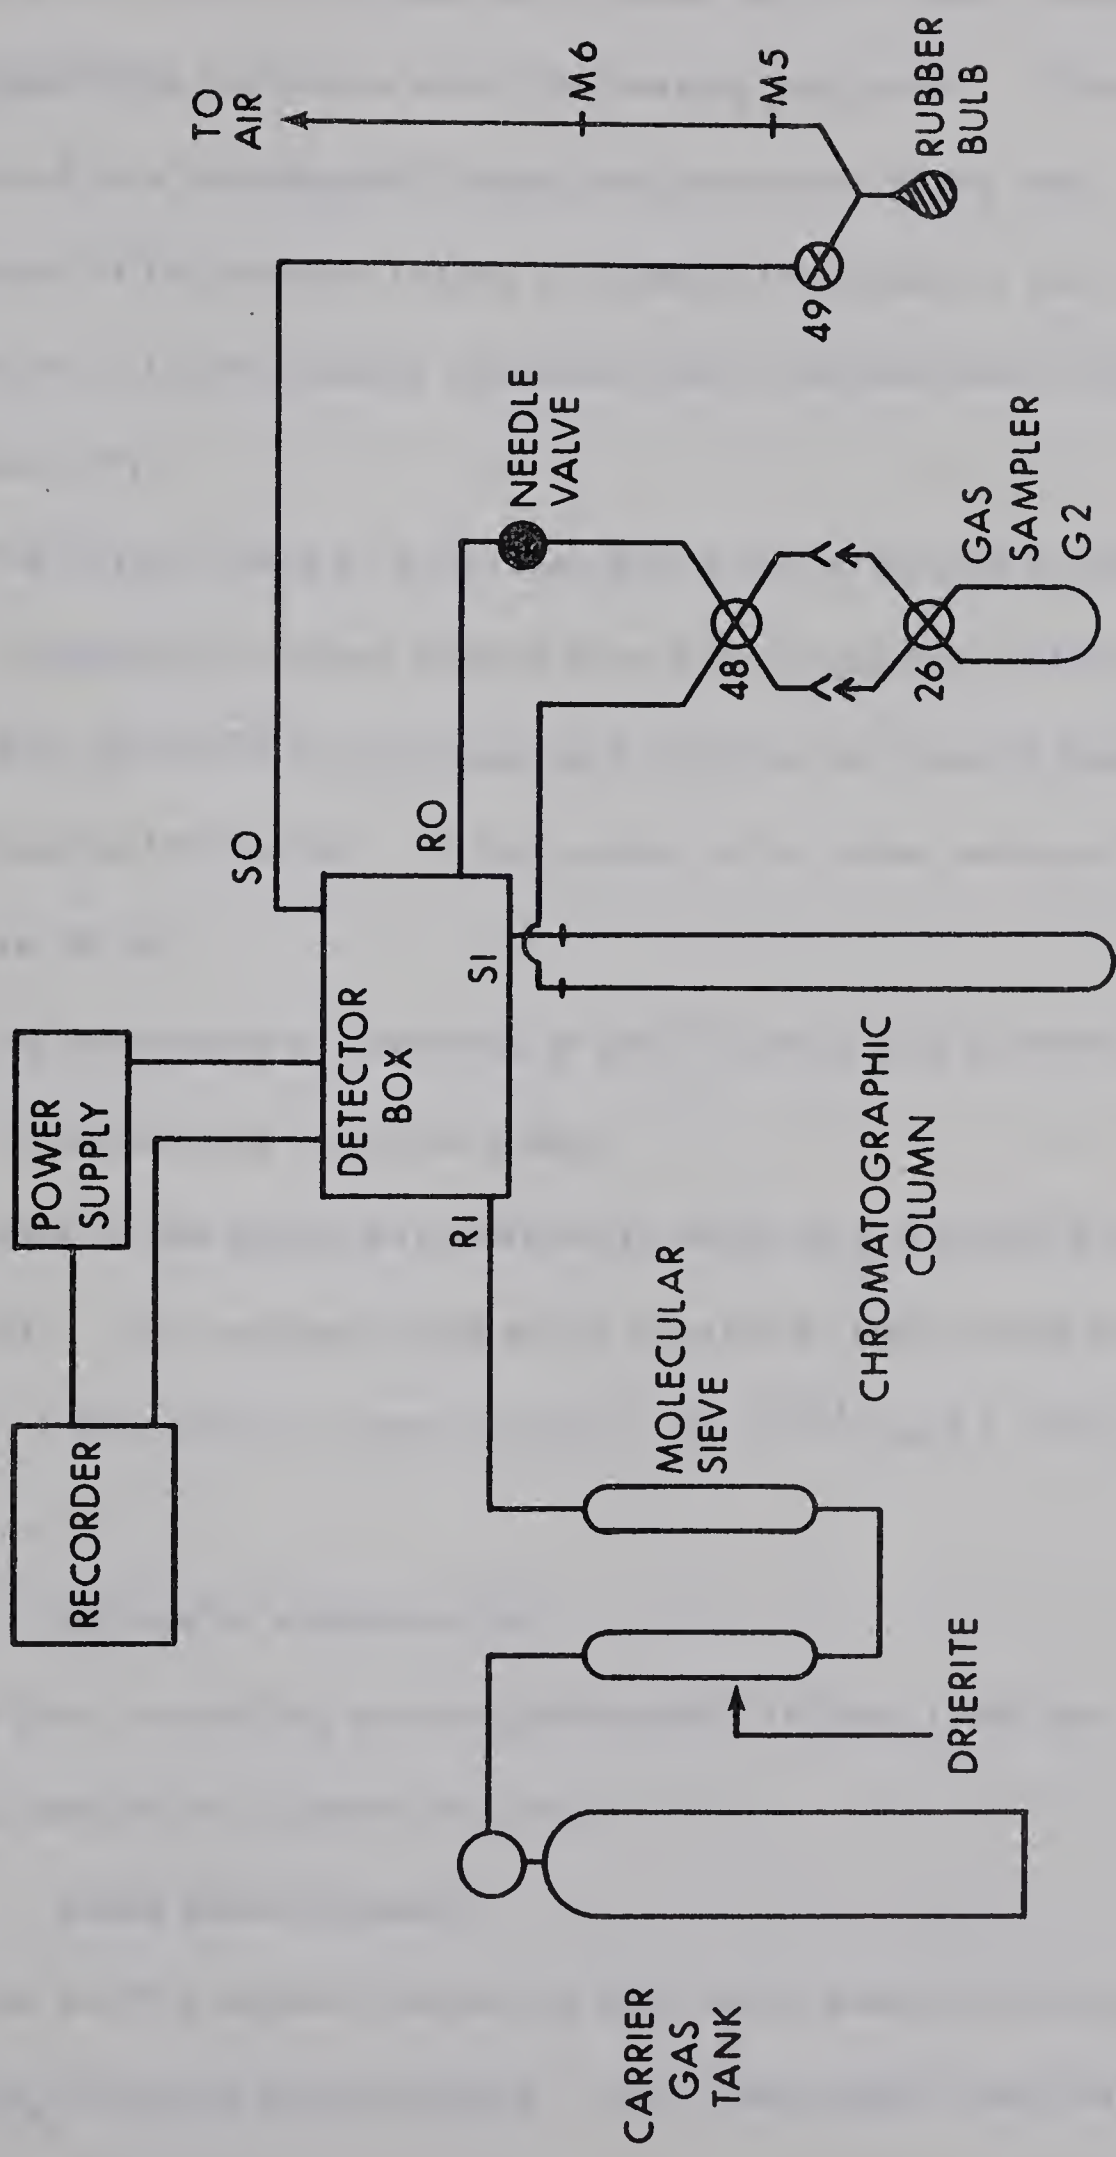 RECORDER
POWER
SUPPLY
DETECTOR
BOX
SO
RO
SI
RI
TO
AIR
M6
M5
RUBBER
BULB
49
NEEDLE
VALVE
48
26
GAS
SAMPLER
G2
CHROMATOGRAPHIC
COLUMN
MOLECULAR
SIEVE
DRIERITE
CARRIER
GAS
TANK